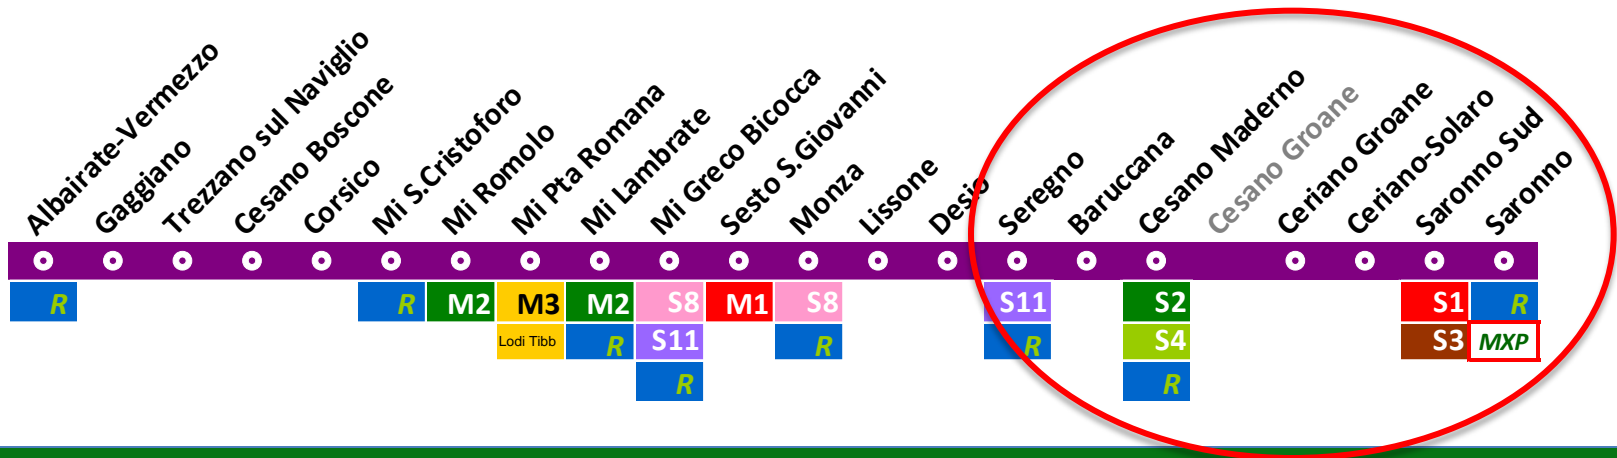 Albairate-Vermezzo
Gaggiano
Trezzano sul Naviglio
Cesano Boscone
Corsico
Mi S.Cristoforo
Mi Romolo
Mi Pta Romana
Mi Lambrate
Mi Greco Bicocca
Sesto S.Giovanni
Monza
Lissone
Desio
Seregno
Baruccana
Cesano Maderno
Cesano Groane
Ceriano Groane
Ceriano-Solaro
Saronno Sud
Saronno
R R M2 M3 M2 S8 M1 S8 S11 S2 S1 R
Lodi Tibb R S11 R R S4 S3 MXP
R R